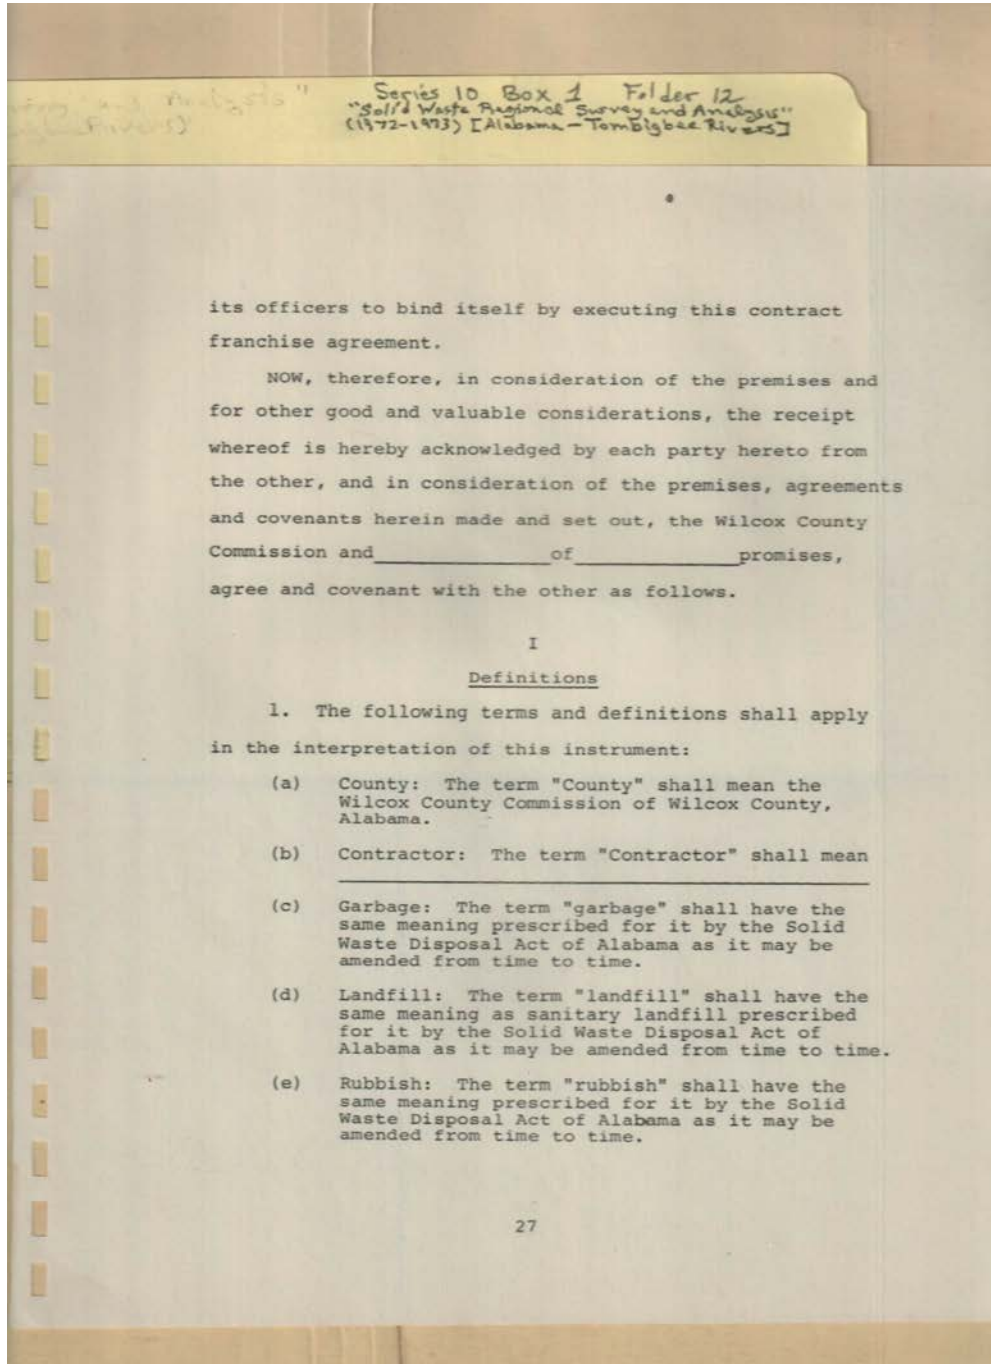 Series 10 Box 1 Folder 12
"Solid Waste Regional Survey and Analysis"
(1972-1973) [Alabama - Tombigbee Rivers]
and Analysis"
Rivers)
its officers to bind itself by executing this contract
franchise agreement.
NOW, therefore, in consideration of the premises and
for other good and valuable considerations, the receipt
whereof is hereby acknowledged by each party hereto from
the other, and in consideration of the premises, agreements
and covenants herein made and set out, the Wilcox County
Commission and______________of_____________promises,
agree and covenant with the other as follows.
I
Definitions
1. The following terms and definitions shall apply
in the interpretation of this instrument:
(a) County: The term "County" shall mean the
Wilcox County Commission of Wilcox County,
Alabama.
(b) Contractor: The term "Contractor" shall mean
(c) Garbage: The term "garbage" shall have the
same meaning prescribed for it by the Solid
Waste Disposal Act of Alabama as it may be
amended from time to time.
(d) Landfill: The term "landfill" shall have the
same meaning as sanitary landfill prescribed
for it by the Solid Waste Disposal Act of
Alabama as it may be amended from time to time.
(e) Rubbish: The term "rubbish" shall have the
same meaning prescribed for it by the Solid
Waste Disposal Act of Alabama as it may be
amended from time to time.
27